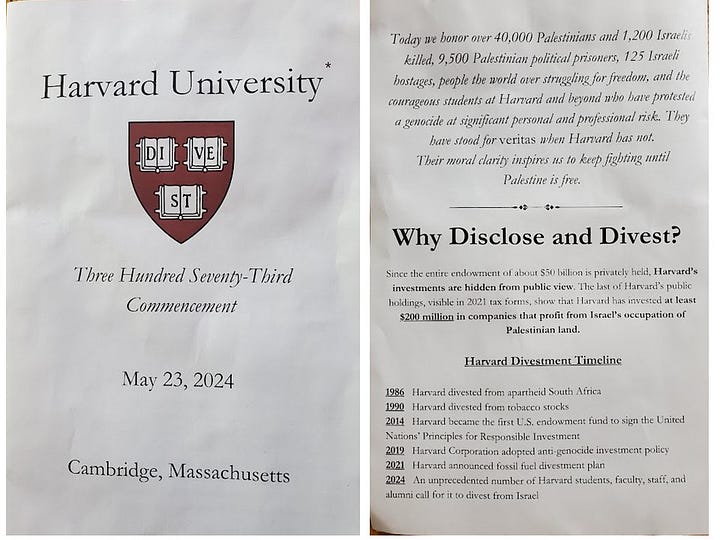 Harvard University*
DI VE
ST
Three Hundred Seventy-Third
Commencement
May 23, 2024
Cambridge, Massachusetts
Today we honor over 40,000 Palestinians and 1,200 Israelis
killed, 9,500 Palestinian political prisoners, 125 Israeli
hostages, people the world over struggling for freedom, and the
courageous students at Harvard and beyond who have protested
a genocide at significant personal and professional risk. They
have stood for veritas when Harvard has not.
Their moral clarity inspires us to keep fighting until
Palestine is free.
Why Disclose and Divest?
Since the entire endowment of about $50 billion is privately held, Harvard's
investments are hidden from public view. The last of Harvard's public
holdings, visible in 2021 tax forms, show that Harvard has invested at least
$200 million in companies that profit from Israel's occupation of
Palestinian land.
Harvard Divestment Timeline
1986 Harvard divested from apartheid South Africa
1990 Harvard divested from tobacco stocks
2014 Harvard became the first U.S. endowment fund to sign the United
Nations' Principles for Responsible Investment
2019 Harvard Corporation adopted anti-genocide investment policy
2021 Harvard announced fossil fuel divestment plan
2024 An unprecedented number of Harvard students, faculty, staff, and
alumni call for it to divest from Israel